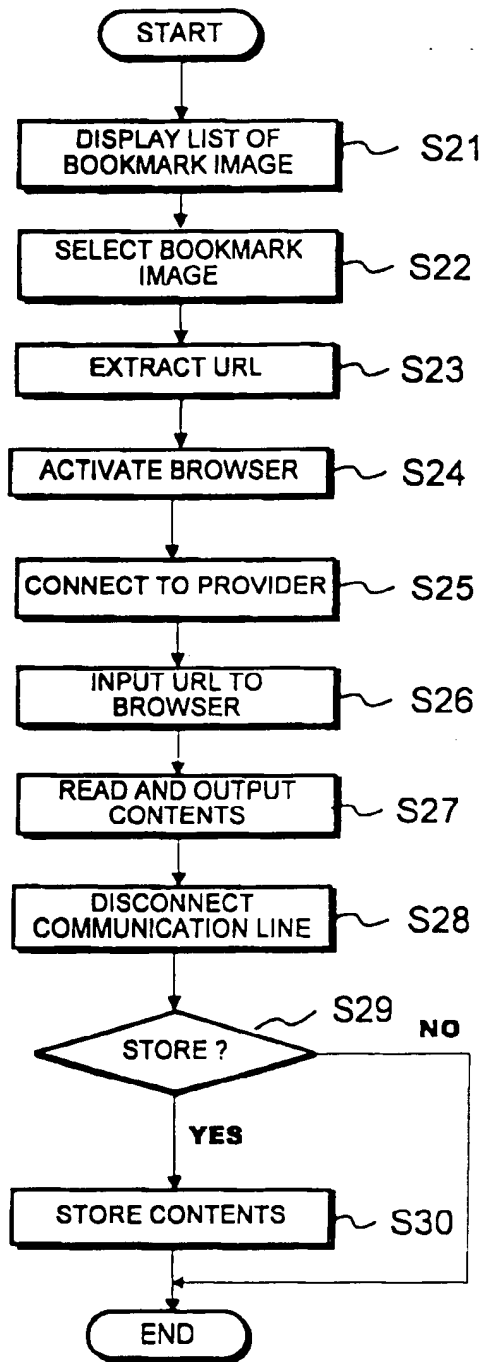 START
DISPLAY LIST OF
BOOKMARK IMAGE
S21
SELECT BOOKMARK
IMAGE
S22
EXTRACT URL
S23
ACTIVATE BROWSER
S24
CONNECT TO PROVIDER
S25
INPUT URL TO
BROWSER
S26
READ AND OUTPUT
CONTENTS
S27
DISCONNECT
COMMUNICATION LINE
S28
S29
STORE ?
NO
YES
STORE CONTENTS
S30
END